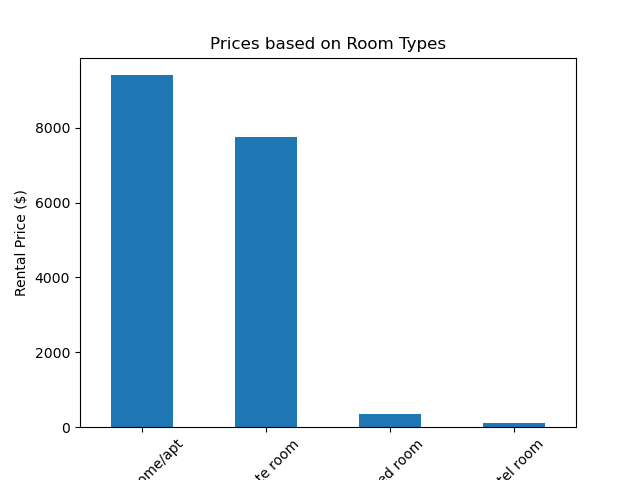 Prices based on Room Types
Rental Price ($)
8000
6000
4000
2000
0
ome/apt
te room
ed room
tel room